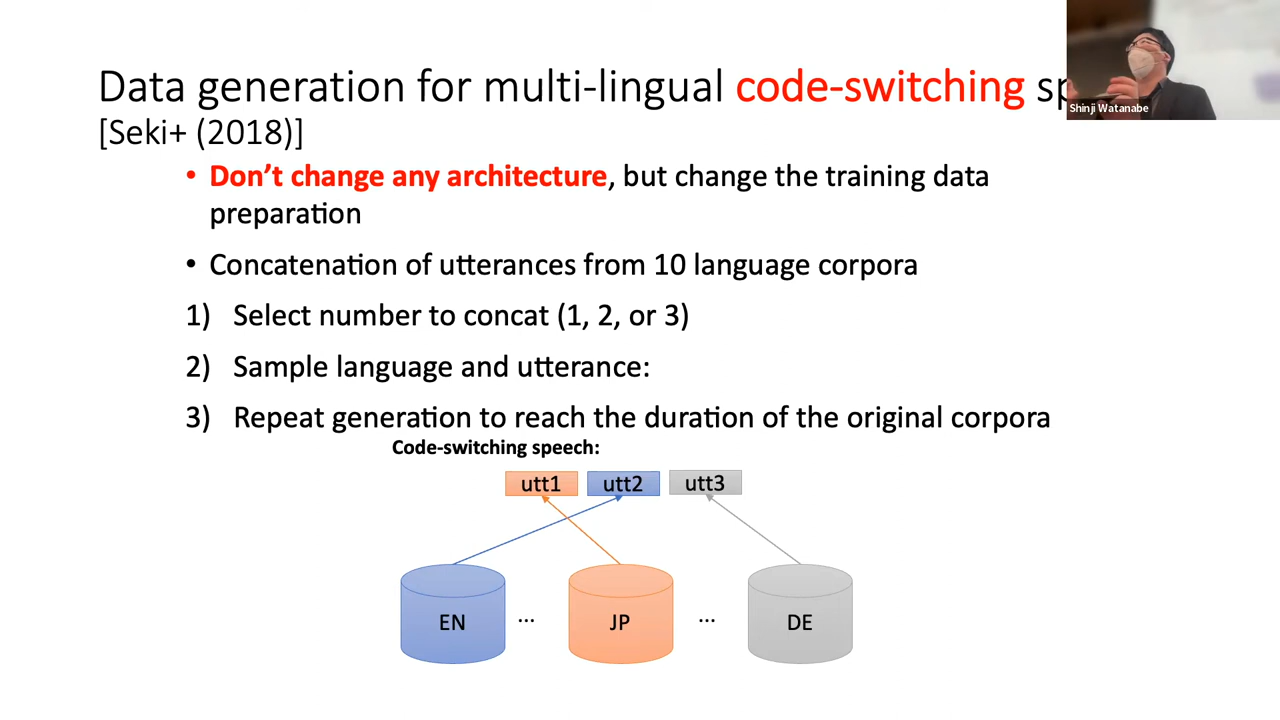 Data generation for multi-lingual code-switching
[Seki+ (2018)]
Shinji Watanabe
• Don't change any architecture, but change the training data
preparation
• Concatenation of utterances from 10 language corpora
1) Select number to concat (1, 2, or 3)
2) Sample language and utterance:
3) Repeat generation to reach the duration of the original corpora
Code-switching speech:
utt1 utt2 utt3
EN ... JP ... DE